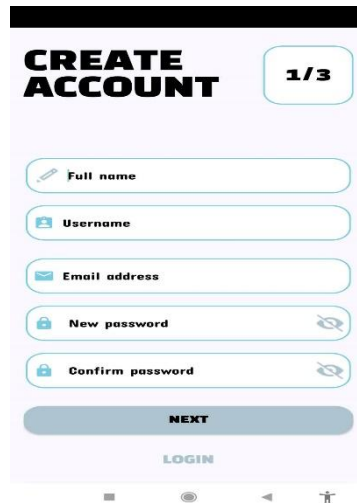 CREATE
ACCOUNT
1/3
Full name
Username
Email address
New password
Confirm password
NEXT
LOGIN